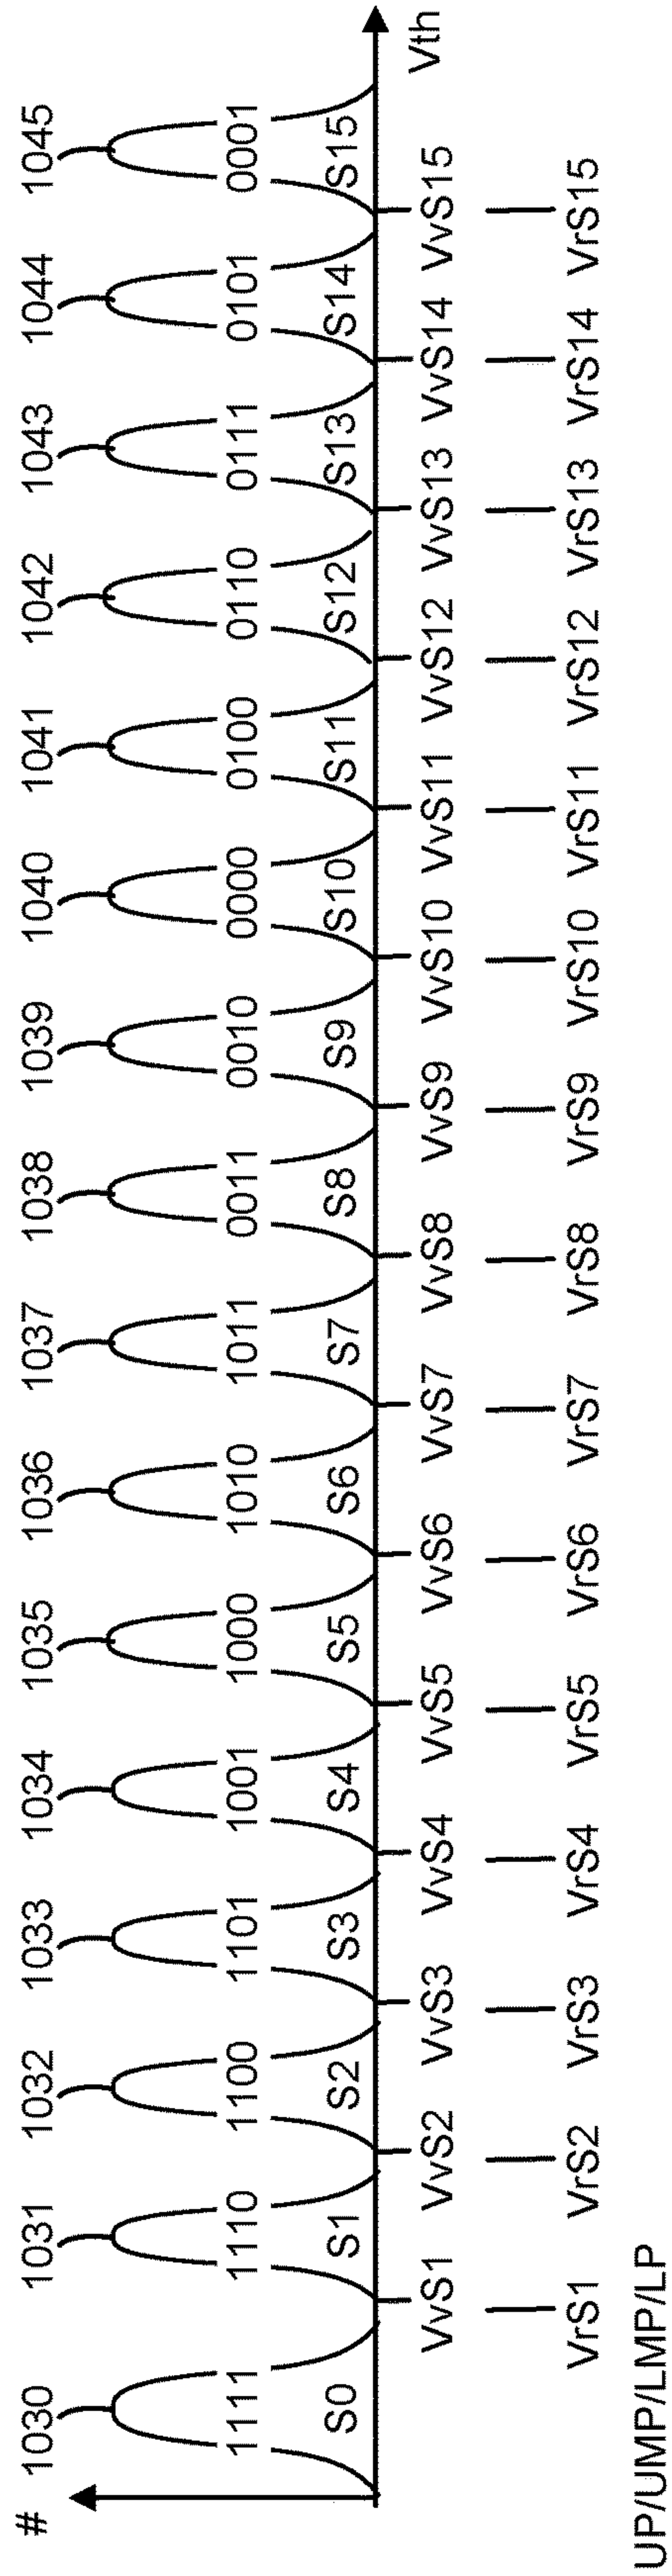 #
1030 1031 1032 1033 1034 1035 1036 1037 1038 1039 1040 1041 1042 1043 1044 1045
1111 1110 1100 1101 1001 1000 1010 1011 0011 0010 0000 0100 0110 0111 0101 0001
S0 S1 S2 S3 S4 S5 S6 S7 S8 S9 S10 S11 S12 S13 S14 S15
Vth
VvS1 VvS2 VvS3 VvS4 VvS5 VvS6 VvS7 VvS8 VvS9 VvS10 VvS11 VvS12 VvS13 VvS14 VvS15
VrS1 VrS2 VrS3 VrS4 VrS5 VrS6 VrS7 VrS8 VrS9 VrS10 VrS11 VrS12 VrS13 VrS14 VrS15
UP/UMP/LMP/LP